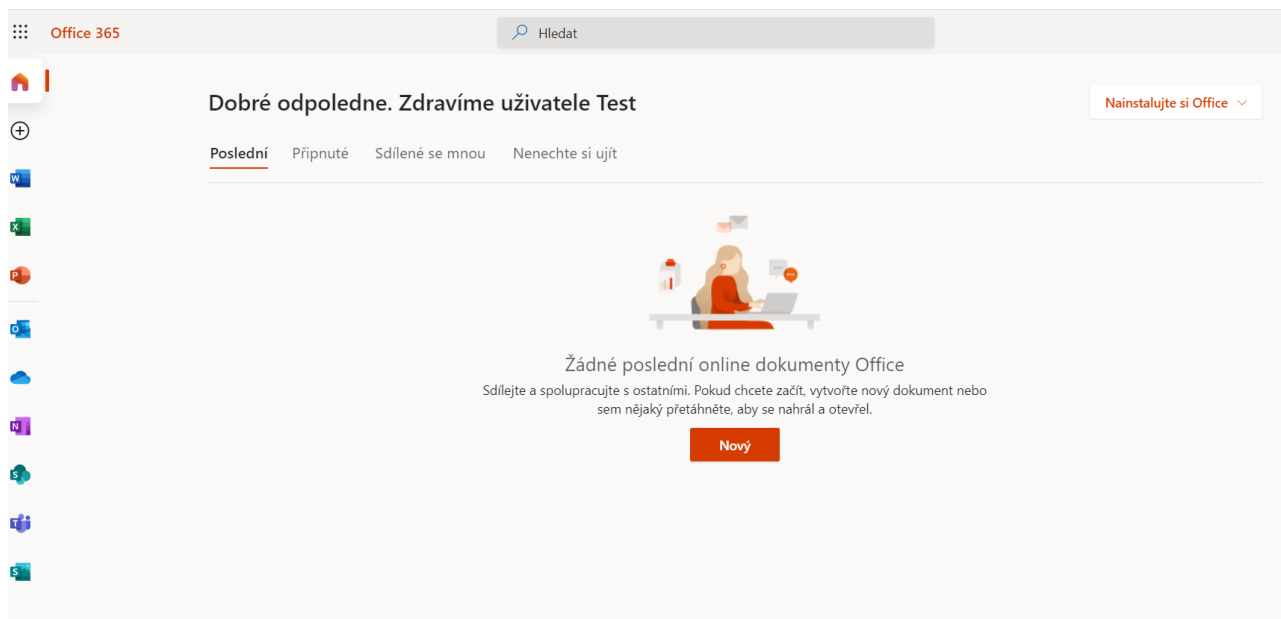 Office 365
Hledat
Dobré odpoledne. Zdravíme uživatele Test
Nainstalujte si Office
Poslední Připnuté Sdílené se mnou Nenechte si ujít
W
X
P
O
N
S
T
S
Žádné poslední online dokumenty Office
Sdílejte a spolupracujte s ostatními. Pokud chcete začít, vytvořte nový dokument nebo
sem nějaký přetáhněte, aby se nahrál a otevřel.
Nový